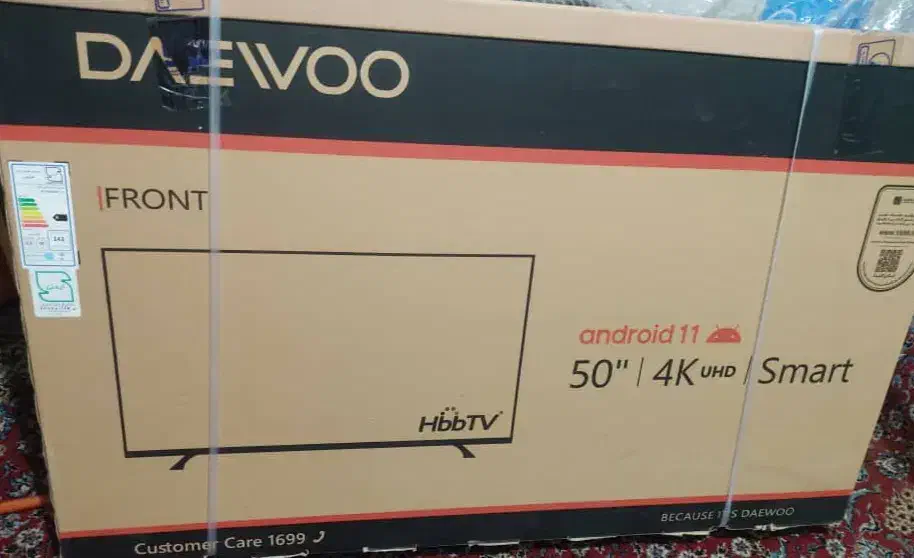 DAEWOO
FRONT
android 11
50" | 4K UHD | Smart
HbbTV
BECAUSE IT'S DAEWOO
Customer Care 1699